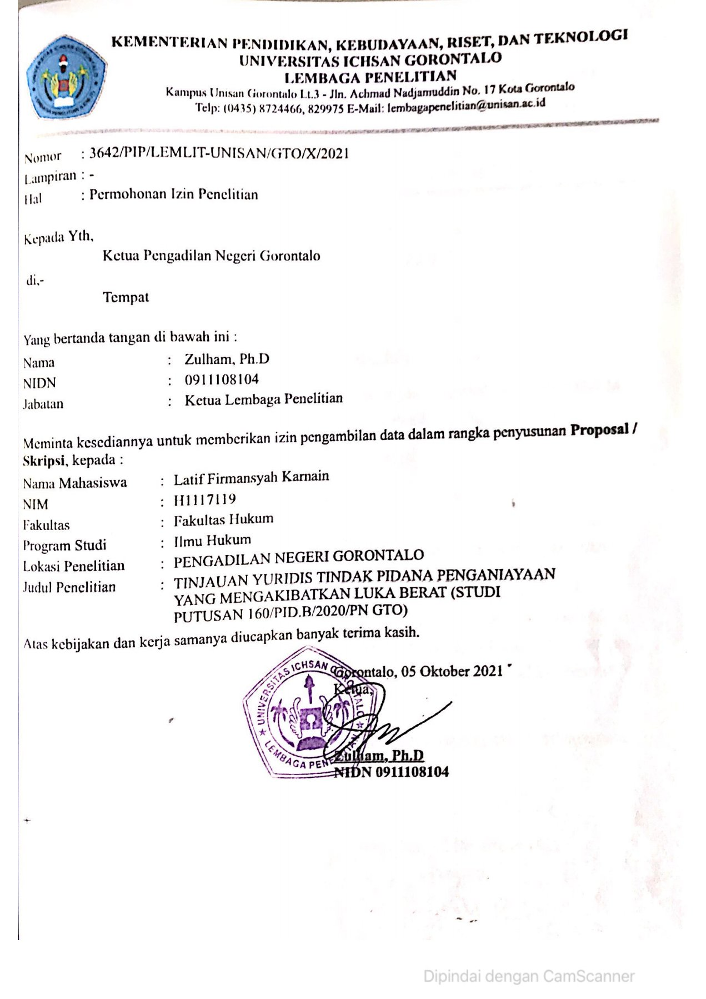 KEMENTERIAN PENDIDIKAN, KEBUDAYAAN, RISET, DAN TEKNOLOGI
UNIVERSITAS ICHSAN GORONTALO
LEMBAGA PENELITIAN
Kampus Unisan Gorontalo Lt.3 - Jln. Achmad Nadjamuddin No. 17 Kota Gorontalo
Telp: (0435) 8724466, 829975 E-Mail: lembagapenelitian@unisan.ac.id
Nomor : 3642/PIP/LEMLIT-UNISAN/GTO/X/2021
Lampiran : -
Hal : Permohonan Izin Penelitian
Kepada Yth,
Ketua Pengadilan Negeri Gorontalo
di,-
Tempat
Yang bertanda tangan di bawah ini :
Nama : Zulham, Ph.D
NIDN : 0911108104
Jabatan : Ketua Lembaga Penelitian
Meminta kesediannya untuk memberikan izin pengambilan data dalam rangka penyusunan Proposal /
Skripsi, kepada :
Nama Mahasiswa : Latif Firmansyah Karnain
NIM : H1117119
Fakultas : Fakultas Hukum
Program Studi : Ilmu Hukum
Lokasi Penelitian : PENGADILAN NEGERI GORONTALO
Judul Penelitian : TINJAUAN YURIDIS TINDAK PIDANA PENGANIAYAAN
YANG MENGAKIBATKAN LUKA BERAT (STUDI
PUTUSAN 160/PID.B/2020/PN GTO)
Atas kebijakan dan kerja samanya diucapkan banyak terima kasih.
Gorontalo, 05 Oktober 2021
Ketua,
UNIVERSITAS ICHSAN GORONTALO
LEMBAGA PENELITIAN
Zulham, Ph.D
NIDN 0911108104
Dipindai dengan CamScanner